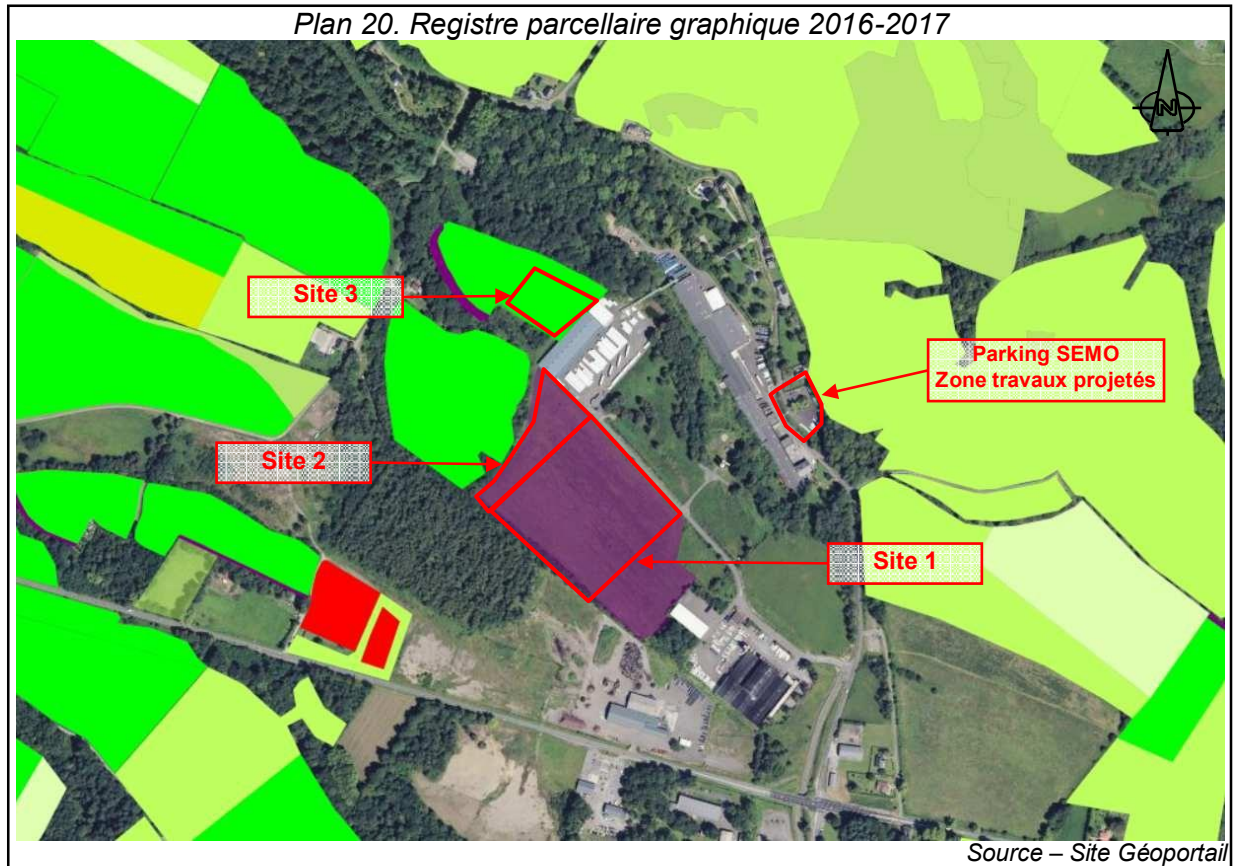 Plan 20. Registre parcellaire graphique 2016-2017
N
Site 3
Parking SEMO
Zone travaux projetés
Site 2
Site 1
Source – Site Géoportail